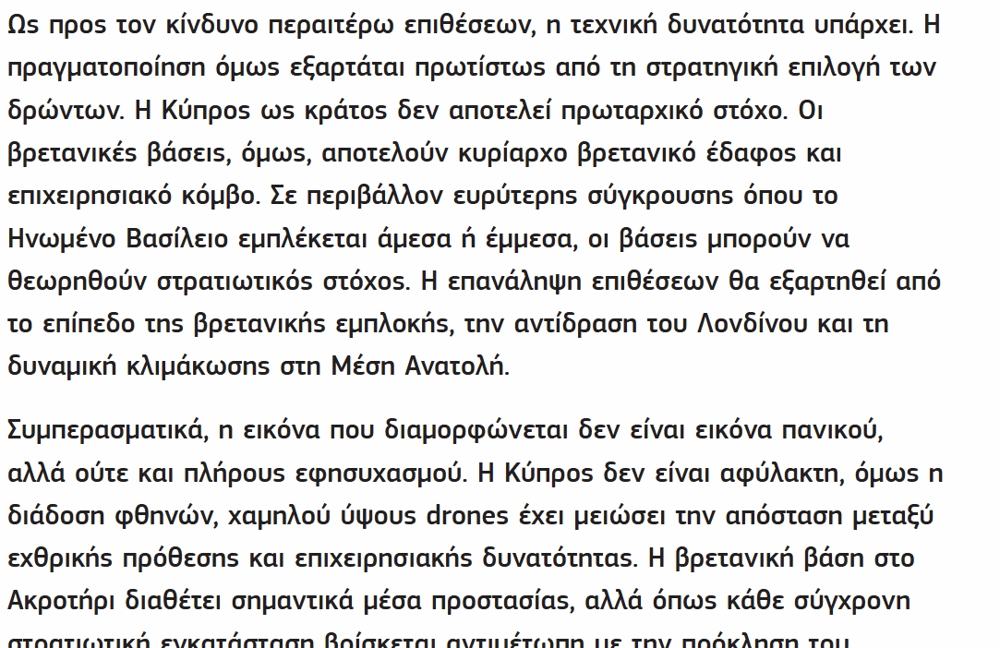 Ως προς τον κίνδυνο περαιτέρω επιθέσεων, η τεχνική δυνατότητα υπάρχει. Η
πραγματοποίηση όμως εξαρτάται πρωτίστως από τη στρατηγική επιλογή των
δρώντων. Η Κύπρος ως κράτος δεν αποτελεί πρωταρχικό στόχο. Οι
βρετανικές βάσεις, όμως, αποτελούν κυρίαρχο βρετανικό έδαφος και
επιχειρησιακό κόμβο. Σε περιβάλλον ευρύτερης σύγκρουσης όπου το
Ηνωμένο Βασίλειο εμπλέκεται άμεσα ή έμμεσα, οι βάσεις μπορούν να
θεωρηθούν στρατιωτικός στόχος. Η επανάληψη επιθέσεων θα εξαρτηθεί από
το επίπεδο της βρετανικής εμπλοκής, την αντίδραση του Λονδίνου και τη
δυναμική κλιμάκωσης στη Μέση Ανατολή.
Συμπερασματικά, η εικόνα που διαμορφώνεται δεν είναι εικόνα πανικού,
αλλά ούτε και πλήρους εφησυχασμού. Η Κύπρος δεν είναι αφύλακτη, όμως η
διάδοση φθηνών, χαμηλού ύψους drones έχει μειώσει την απόσταση μεταξύ
εχθρικής πρόθεσης και επιχειρησιακής δυνατότητας. Η βρετανική βάση στο
Ακροτήρι διαθέτει σημαντικά μέσα προστασίας, αλλά όπως κάθε σύγχρονη
στρατιωτική εγκατάσταση βρίσκεται αντιμέτωπη με την πρόκληση του